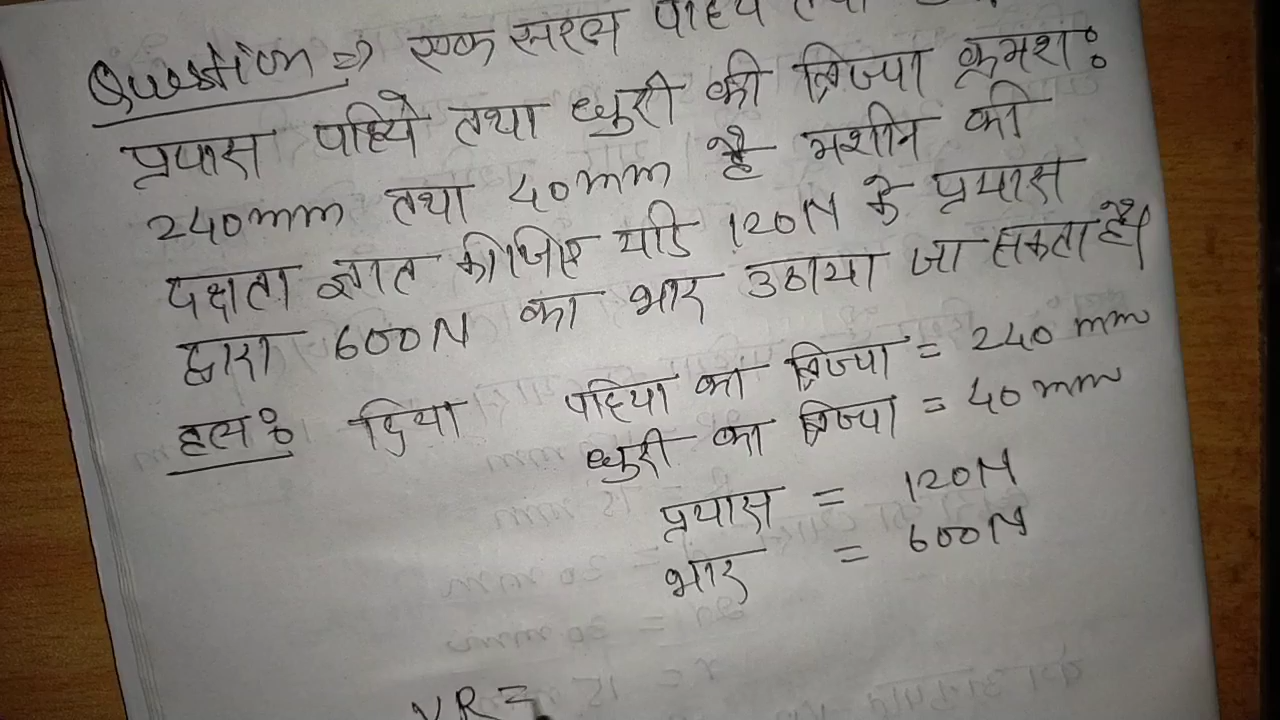 Question ⇒ एक सरल पहिये तथा
प्रयास पहिये तथा धुरी की त्रिज्या क्रमशः
240mm तथा 40mm है मशीन की
दक्षता ज्ञात कीजिए यदि 120N के प्रयास
द्वारा 600N का भार उठाया जा सकता है।
हलः दिया पहिया का त्रिज्या = 240 mm
धुरी का त्रिज्या = 40 mm
प्रयास = 120N
भार = 600N
VR =